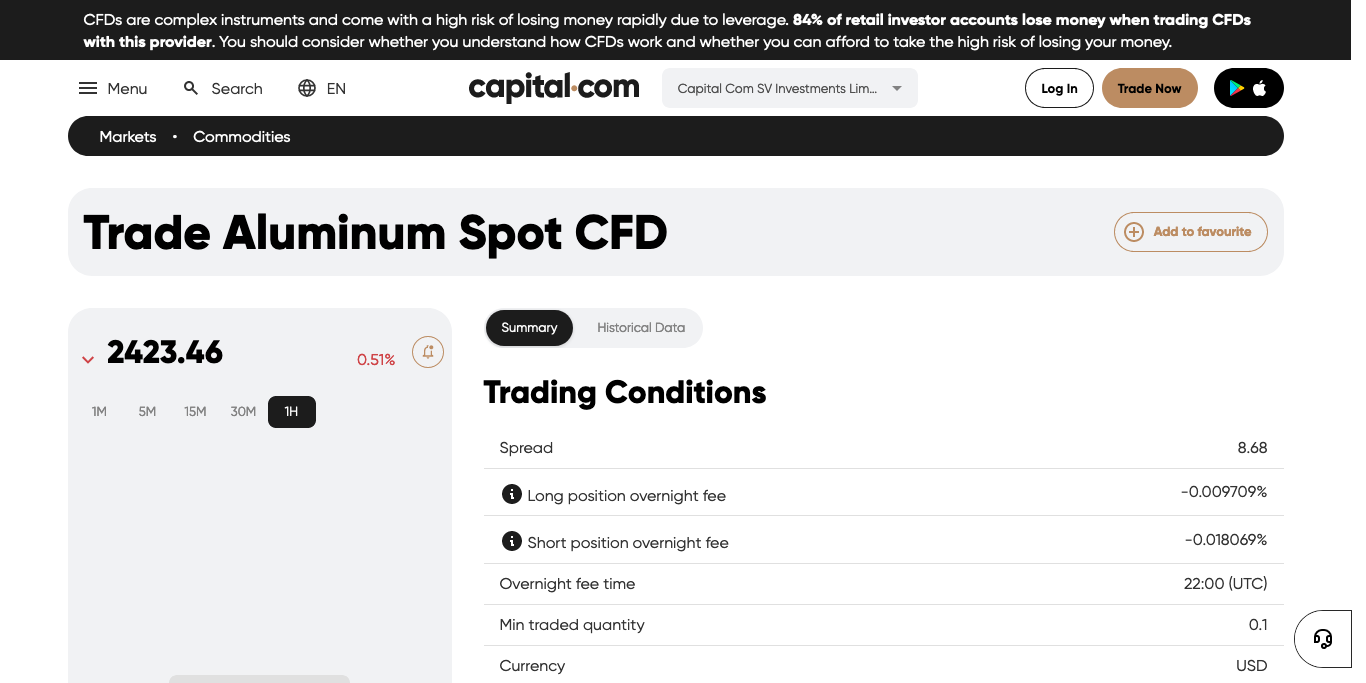 CFDs are complex instruments and come with a high risk of losing money rapidly due to leverage. 84% of retail investor accounts lose money when trading CFDs
with this provider. You should consider whether you understand how CFDs work and whether you can afford to take the high risk of losing your money.
Menu Search EN capital.com Capital Com SV Investments Lim... Log In Trade Now
Markets • Commodities
Trade Aluminum Spot CFD Add to favourite
2423.46 0.51%
1M 5M 15M 30M 1H
Summary Historical Data
Trading Conditions
Spread 8.68
Long position overnight fee -0.009709%
Short position overnight fee -0.018069%
Overnight fee time 22:00 (UTC)
Min traded quantity 0.1
Currency USD